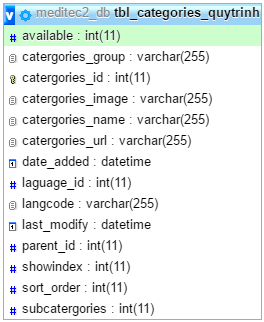 v meditec2_db tbl_categories_quytrinh
# available : int(11)
catergories_group : varchar(255)
catergories_id : int(11)
catergories_image : varchar(255)
catergories_name : varchar(255)
catergories_url : varchar(255)
date_added : datetime
# laguage_id : int(11)
langcode : varchar(255)
last_modify : datetime
# parent_id : int(11)
# showindex : int(11)
# sort_order : int(11)
# subcatergories : int(11)